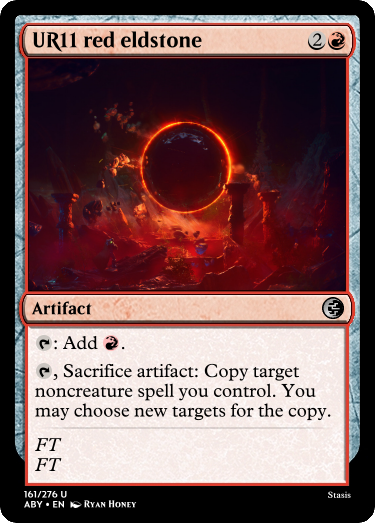 UR11 red eldstone 2
Artifact
: Add .
, Sacrifice artifact: Copy target
noncreature spell you control. You
may choose new targets for the copy.
FT
FT
161/276 U
Stasis
ABY • EN Ryan Honey